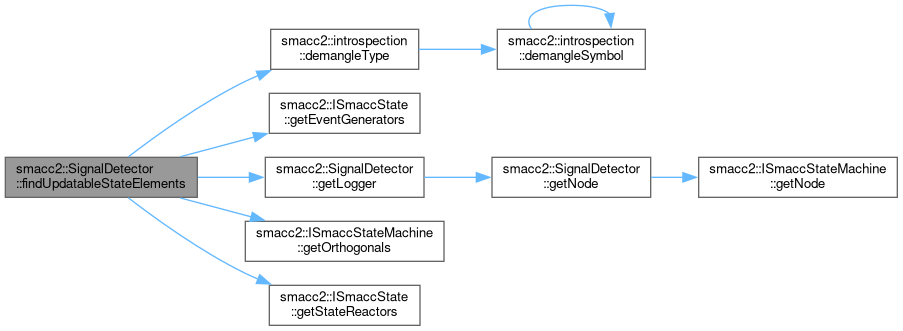 smacc2::SignalDetector
::findUpdatableStateElements
smacc2::introspection
::demangleType
smacc2::introspection
::demangleSymbol
smacc2::ISmaccState
::getEventGenerators
smacc2::SignalDetector
::getLogger
smacc2::SignalDetector
::getNode
smacc2::ISmaccStateMachine
::getNode
smacc2::ISmaccStateMachine
::getOrthogonals
smacc2::ISmaccState
::getStateReactors